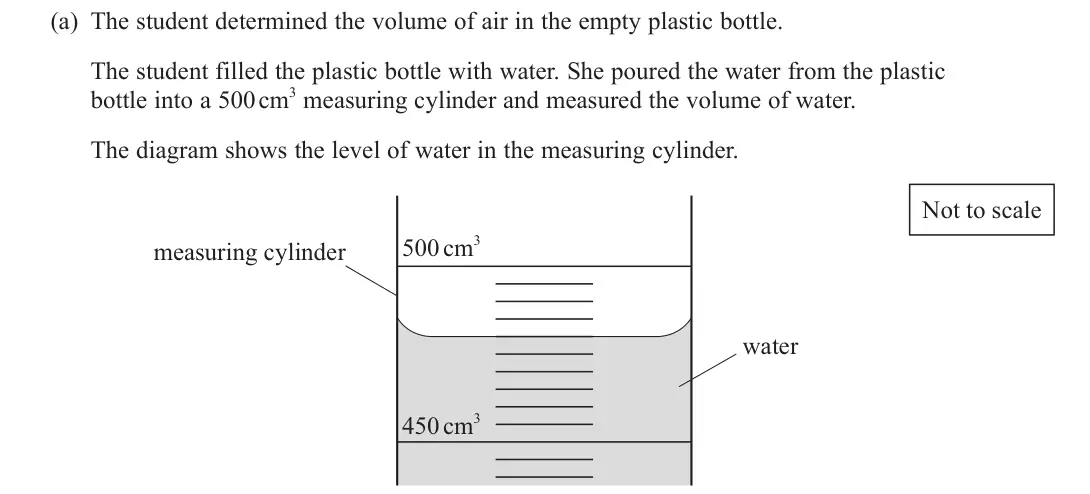 (a) The student determined the volume of air in the empty plastic bottle.
The student filled the plastic bottle with water. She poured the water from the plastic
bottle into a 500 cm³ measuring cylinder and measured the volume of water.
The diagram shows the level of water in the measuring cylinder.
Not to scale
measuring cylinder
500 cm³
water
450 cm³